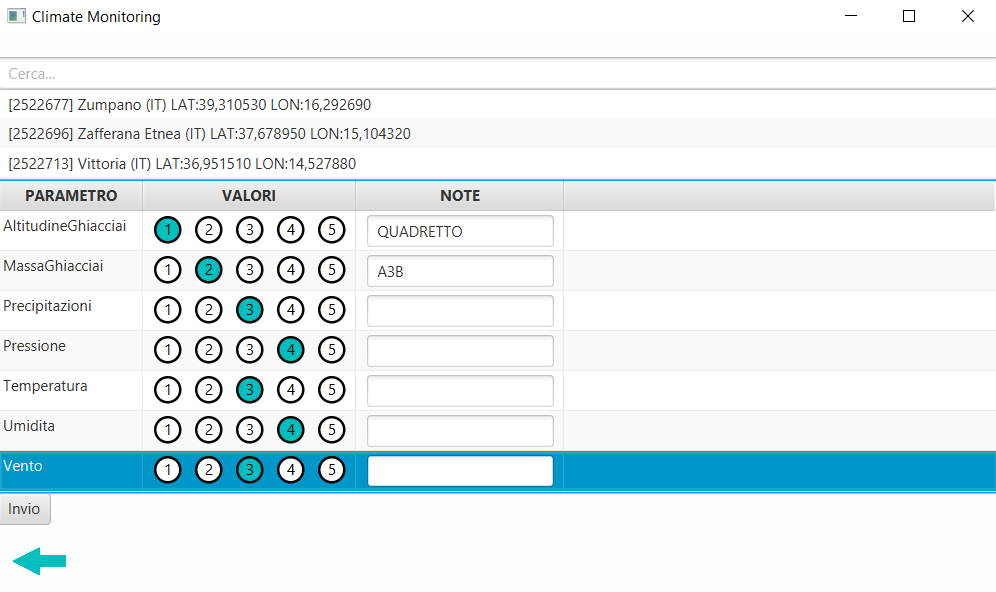 Climate Monitoring
Cerca...
[2522677] Zumpano (IT) LAT:39,310530 LON:16,292690
[2522696] Zafferana Etnea (IT) LAT:37,678950 LON:15,104320
[2522713] Vittoria (IT) LAT:36,951510 LON:14,527880
PARAMETRO VALORI NOTE
AltitudineGhiacciai 1 2 3 4 5 QUADRETTO
MassaGhiacciai 1 2 3 4 5 A3B
Precipitazioni 1 2 3 4 5
Pressione 1 2 3 4 5
Temperatura 1 2 3 4 5
Umidita 1 2 3 4 5
Vento 1 2 3 4 5
Invio